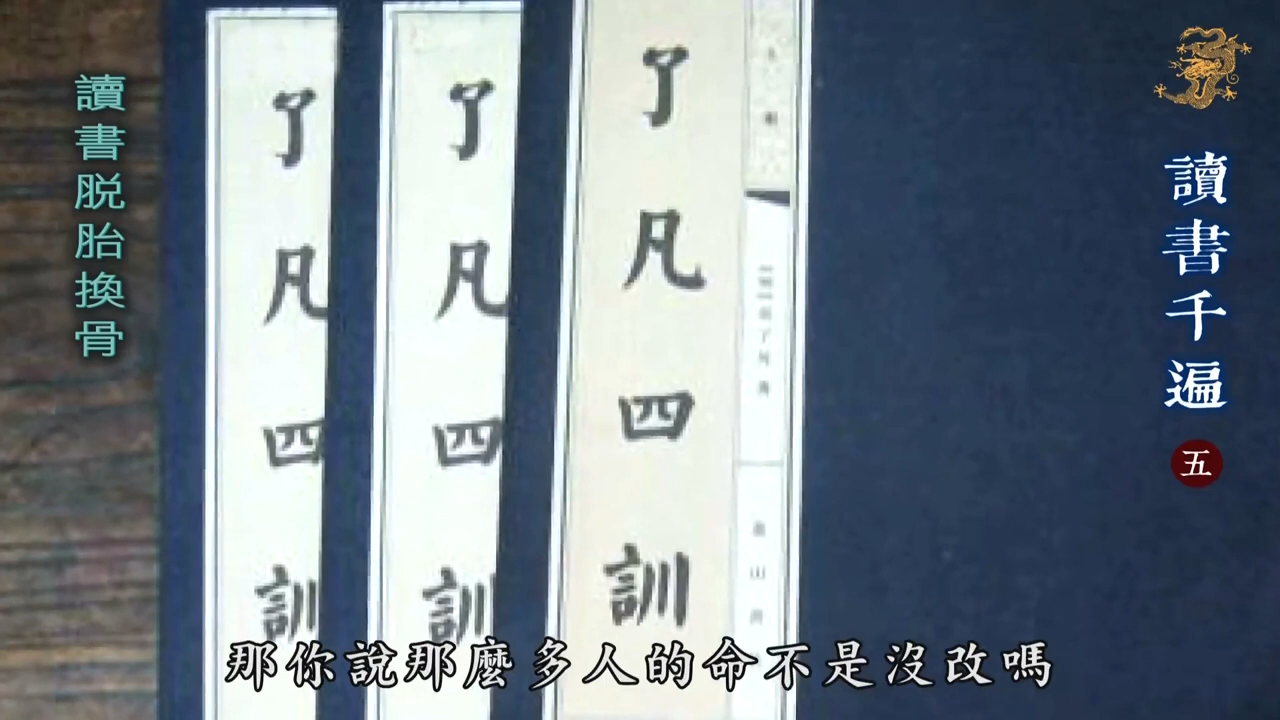 讀書脫胎換骨
了凡四訓
了凡四訓
了凡四訓
讀書千遍
五
那你說那麼多人的命不是沒改嗎